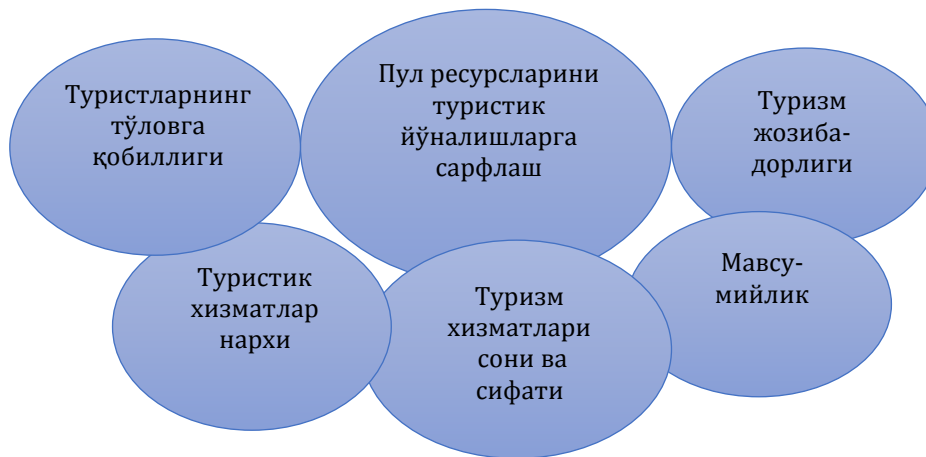 Туристларнинг
тўловга
қобиллиги
Пул ресурсларини
туристик
йўналишларга
сарфлаш
Туризм
жозиба-
дорлиги
Туристик
хизматлар
нархи
Туризм
хизматлари
сони ва
сифати
Мавсу-
мийлик